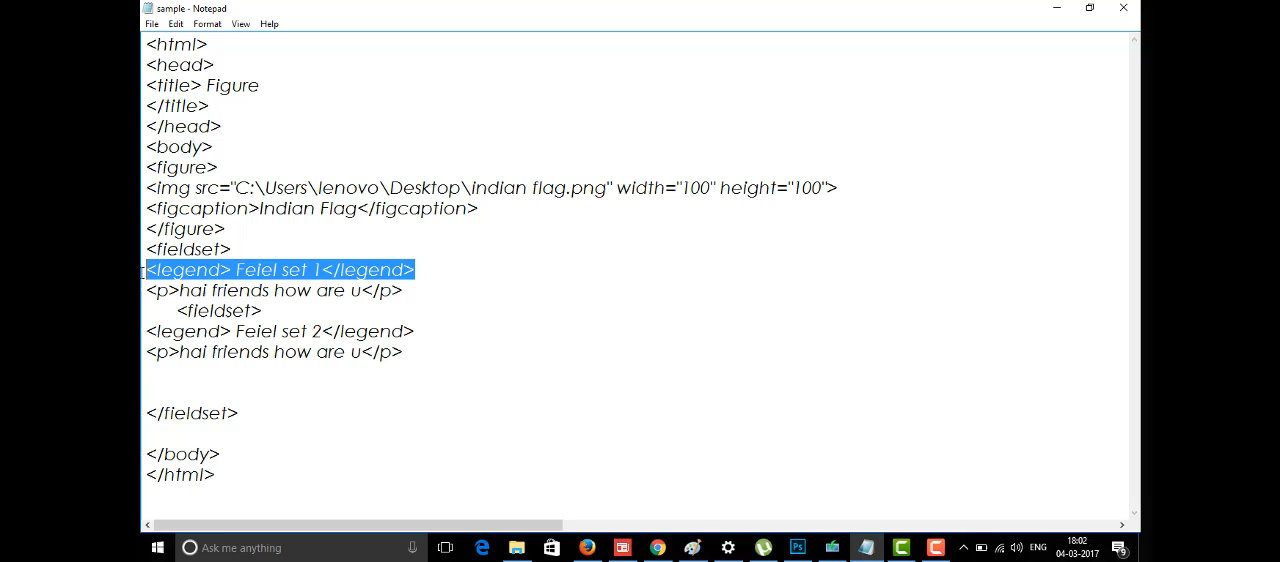 sample - Notepad
File Edit Format View Help
<html>
<head>
<title> Figure
</title>
</head>
<body>
<figure>
<img src="C:\Users\lenovo\Desktop\indian flag.png" width="100" height="100">
<figcaption>Indian Flag</figcaption>
</figure>
<fieldset>
<legend> Feiel set 1</legend>
<p>hai friends how are u</p>
<fieldset>
<legend> Feiel set 2</legend>
<p>hai friends how are u</p>
</fieldset>
</body>
</html>
Ask me anything
ENG
18:02
04-03-2017
9
Ps